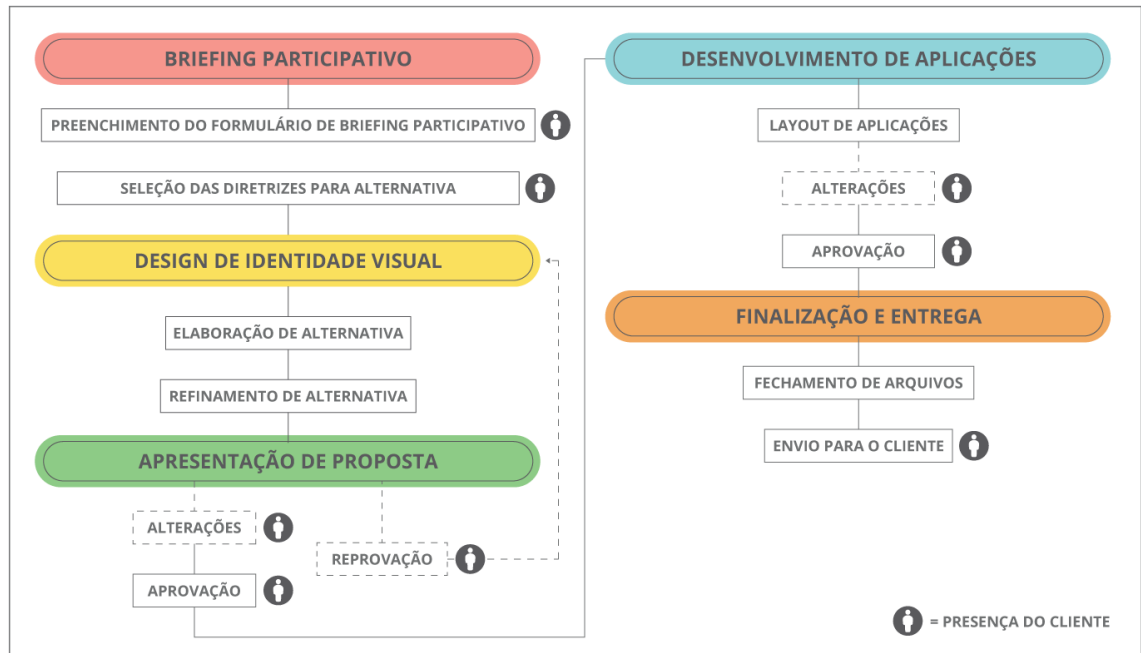 BRIEFING PARTICIPATIVO
PREENCHIMENTO DO FORMULÁRIO DE BRIEFING PARTICIPATIVO
SELEÇÃO DAS DIRETRIZES PARA ALTERNATIVA
DESIGN DE IDENTIDADE VISUAL
ELABORAÇÃO DE ALTERNATIVA
REFINAMENTO DE ALTERNATIVA
APRESENTAÇÃO DE PROPOSTA
ALTERAÇÕES
REPROVAÇÃO
APROVAÇÃO
DESENVOLVIMENTO DE APLICAÇÕES
LAYOUT DE APLICAÇÕES
ALTERAÇÕES
APROVAÇÃO
FINALIZAÇÃO E ENTREGA
FECHAMENTO DE ARQUIVOS
ENVIO PARA O CLIENTE
= PRESENÇA DO CLIENTE